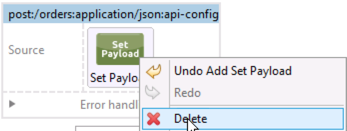 post:/orders:application/json:api-config
Source
Set
Payload
Set Paylo
Error handl
Undo Add Set Payload
Redo
Delete